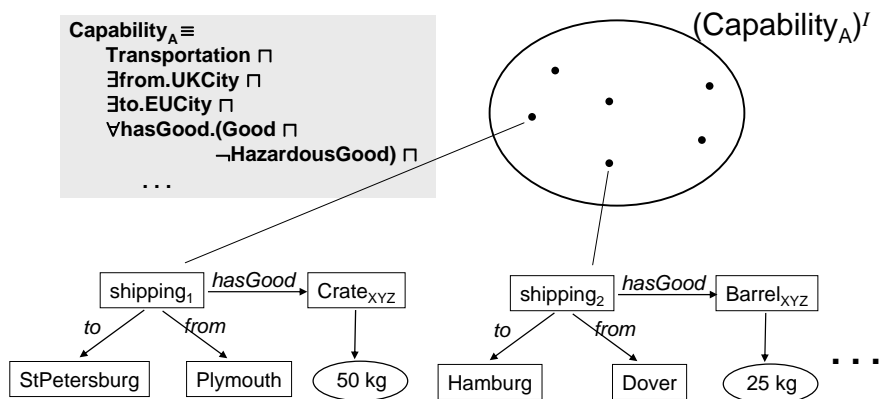 Capability_A ≡
Transportation ⊓
∃from.UKCity ⊓
∃to.EUCity ⊓
∀hasGood.(Good ⊓
¬HazardousGood) ⊓
. . .
(Capability_A)^I
shipping_1
hasGood
Crate_XYZ
to
from
StPetersburg
Plymouth
50 kg
shipping_2
hasGood
Barrel_XYZ
to
from
Hamburg
Dover
25 kg
. . .